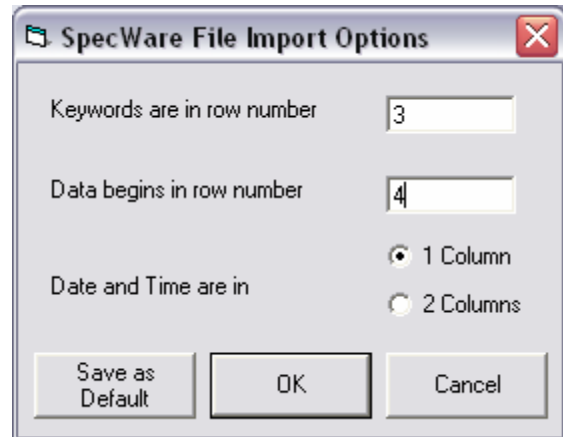 SpecWare File Import Options
Keywords are in row number
3
Data begins in row number
4
Date and Time are in
1 Column
2 Columns
Save as
Default
OK
Cancel